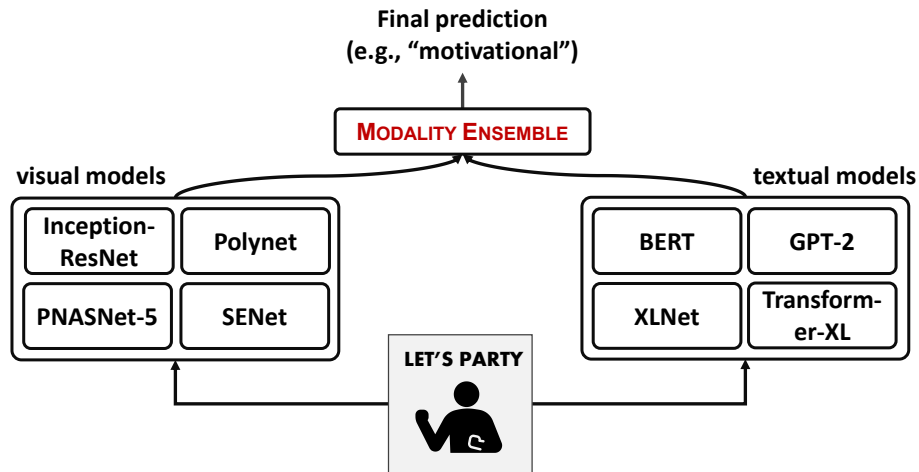 Final prediction
(e.g., “motivational”)
MODALITY ENSEMBLE
visual models
textual models
Inception-
ResNet
Polynet
PNASNet-5
SENet
BERT
GPT-2
XLNet
Transform-
er-XL
LET’S PARTY